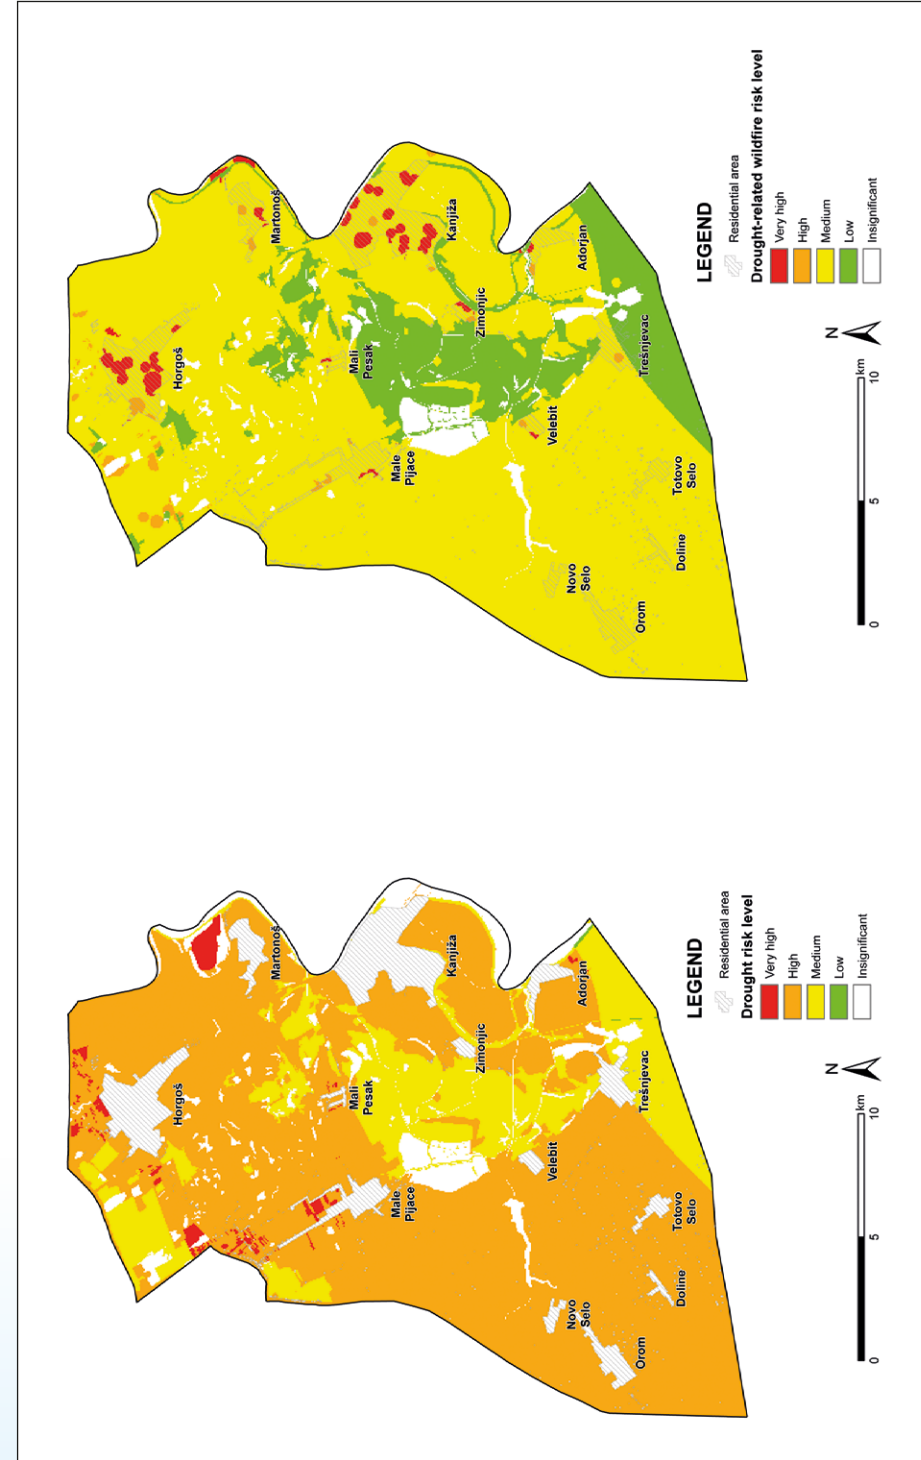 Horgoš
Martonoš
Mali
Pesak
Male
Pijace
Kanjiža
Zimonjic
Velebit
Novo
Selo
Adorjan
Orom
Trešnjevac
Totovo
Selo
Doline
LEGEND
Residential area
Drought risk level
Very high
High
Medium
Low
Insignificant
N
0 5 10 km
Horgoš
Martonoš
Mali
Pesak
Male
Pijace
Kanjiža
Zimonjic
Velebit
Novo
Selo
Adorjan
Orom
Trešnjevac
Totovo
Selo
Doline
LEGEND
Residential area
Drought-related wildfire risk level
Very high
High
Medium
Low
Insignificant
N
0 5 10 km